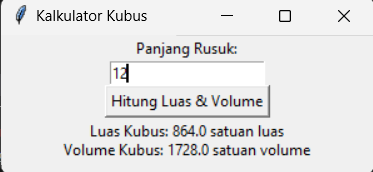 Kalkulator Kubus
Panjang Rusuk:
12
Hitung Luas & Volume
Luas Kubus: 864.0 satuan luas
Volume Kubus: 1728.0 satuan volume